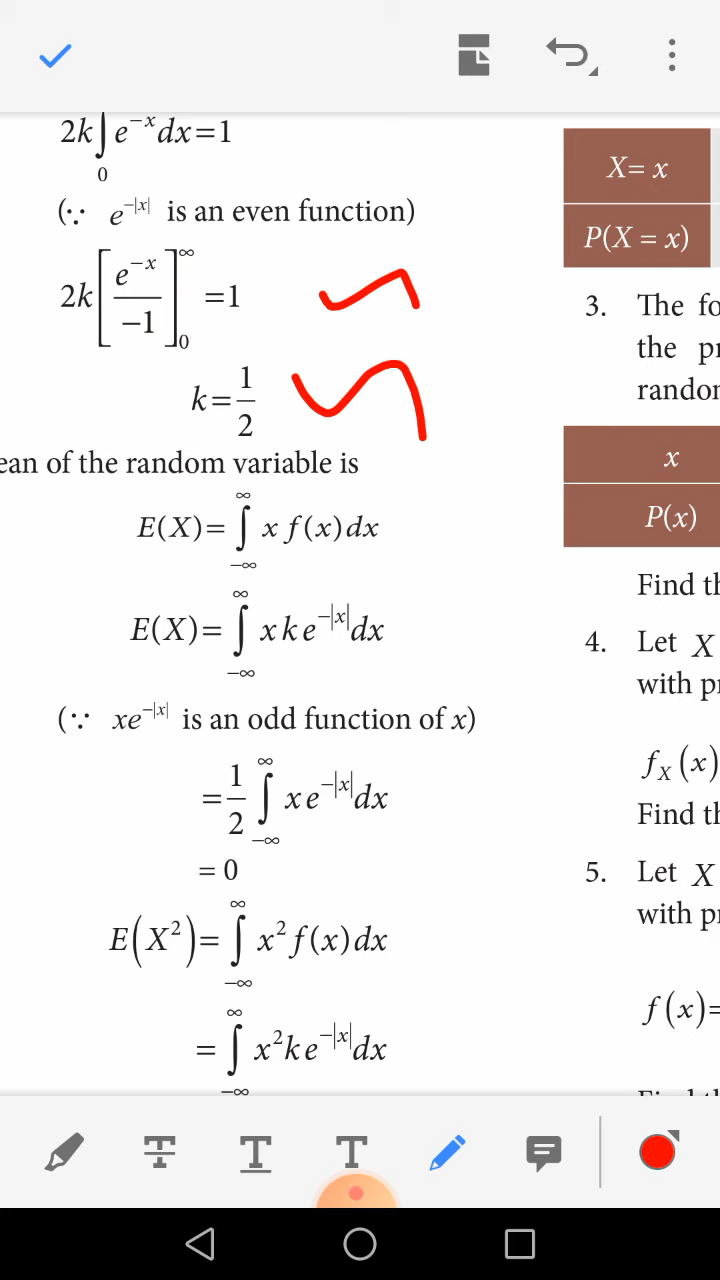 2k∫₀ e^{−x}dx=1
(∵ e^{−|x|} is an even function)
2k[e^{−x}/−1]₀^∞ =1
k=1/2
ean of the random variable is
E(X)=∫_{−∞}^{∞} x f(x)dx
E(X)=∫_{−∞}^{∞} x k e^{−|x|}dx
(∵ xe^{−|x|} is an odd function of x)
=1/2 ∫_{−∞}^{∞} x e^{−|x|}dx
= 0
E(X²)=∫_{−∞}^{∞} x² f(x)dx
=∫_{−∞}^{∞} x²ke^{−|x|}dx
X= x
P(X = x)
3. The fo
the pr
random
x
P(x)
Find th
4. Let X
with pr
f_X(x)
Find th
5. Let X
with pr
f(x)=
T T T